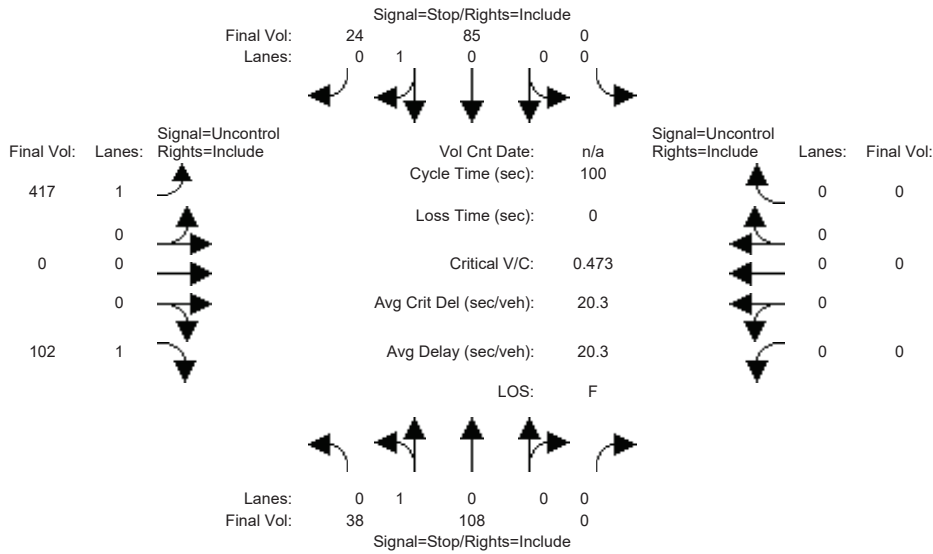 Signal=Stop/Rights=Include
Final Vol: 24 85 0
Lanes: 0 1 0 0 0
Signal=Uncontrol Signal=Uncontrol
Final Vol: Lanes: Rights=Include Vol Cnt Date: n/a Rights=Include Lanes: Final Vol:
Cycle Time (sec): 100
417 1 0 0
Loss Time (sec): 0
0 0
0 0 Critical V/C: 0.473 0 0
0 Avg Crit Del (sec/veh): 20.3 0
102 1 Avg Delay (sec/veh): 20.3 0 0
LOS: F
Lanes: 0 1 0 0 0
Final Vol: 38 108 0
Signal=Stop/Rights=Include